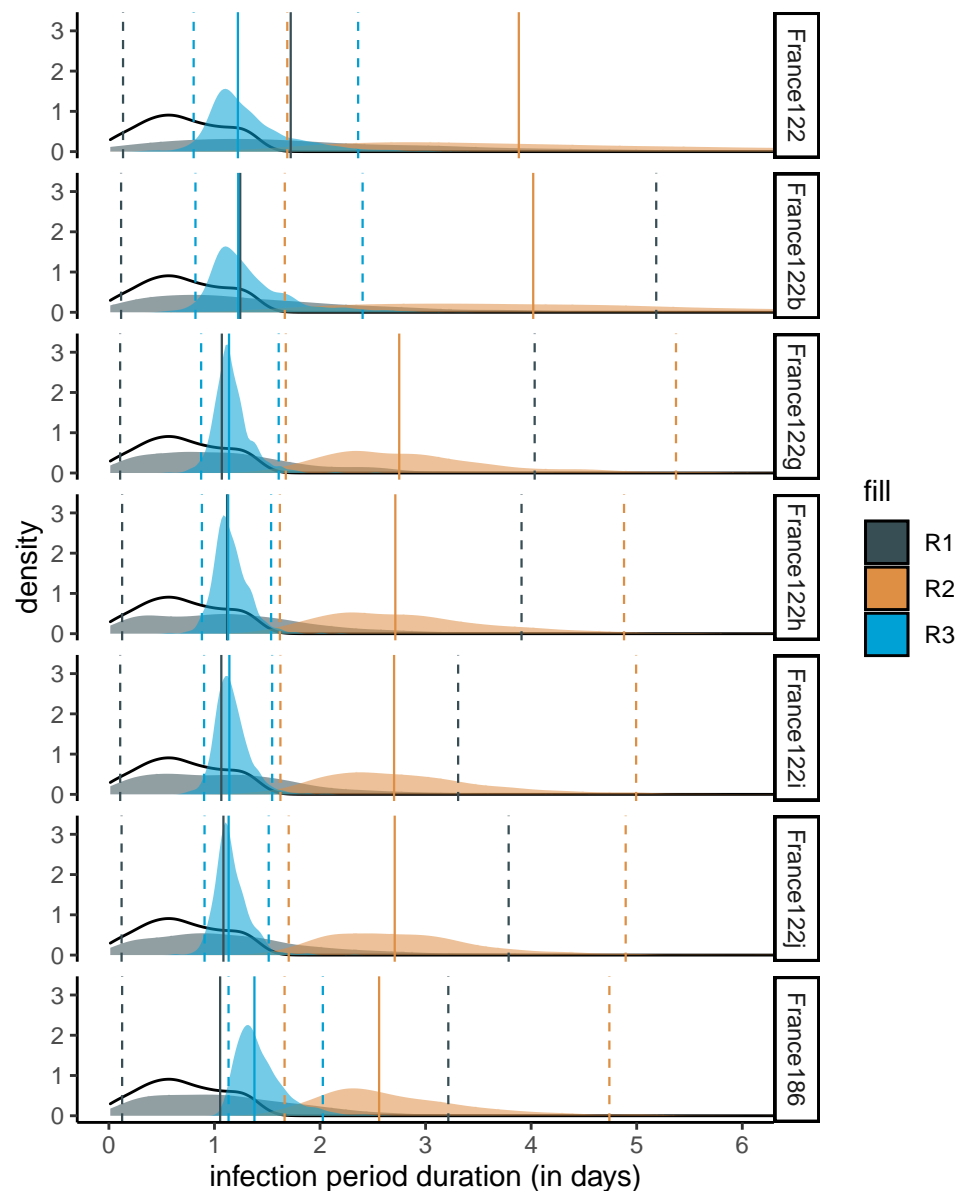 3
2
1
0
France122
3
2
1
0
France122b
3
2
1
0
France122g
3
2
1
0
France122h
3
2
1
0
France122i
3
2
1
0
France122j
3
2
1
0
France186
density
0 1 2 3 4 5 6
infection period duration (in days)
fill
R1
R2
R3